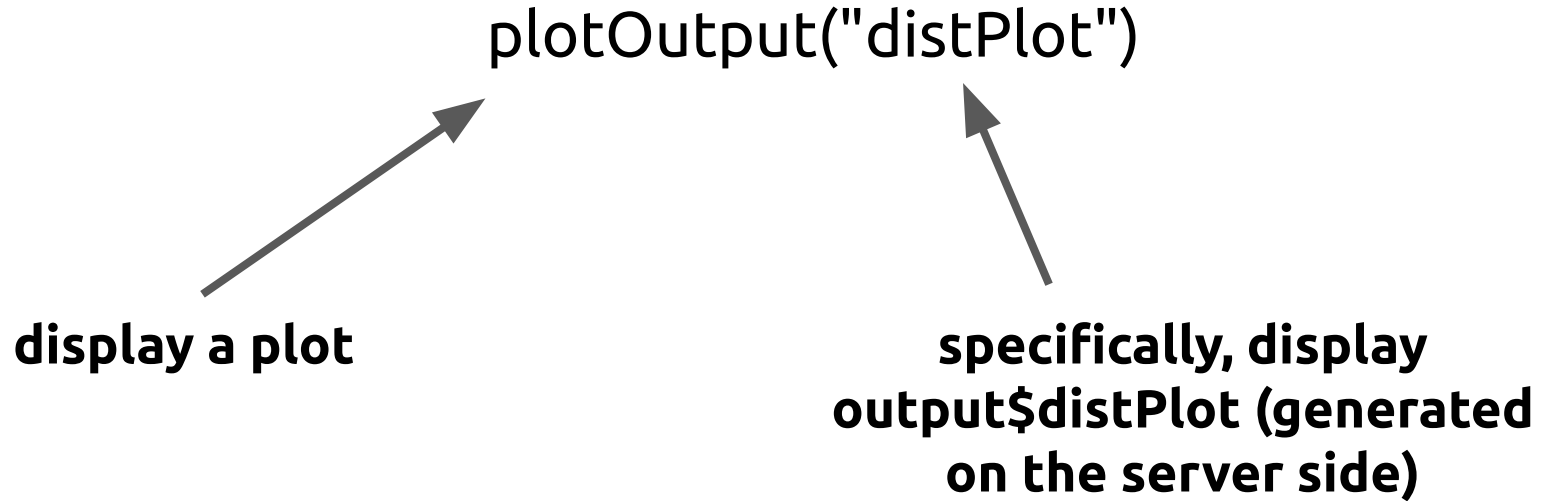 plotOutput("distPlot")
display a plot
specifically, display
output$distPlot (generated
on the server side)